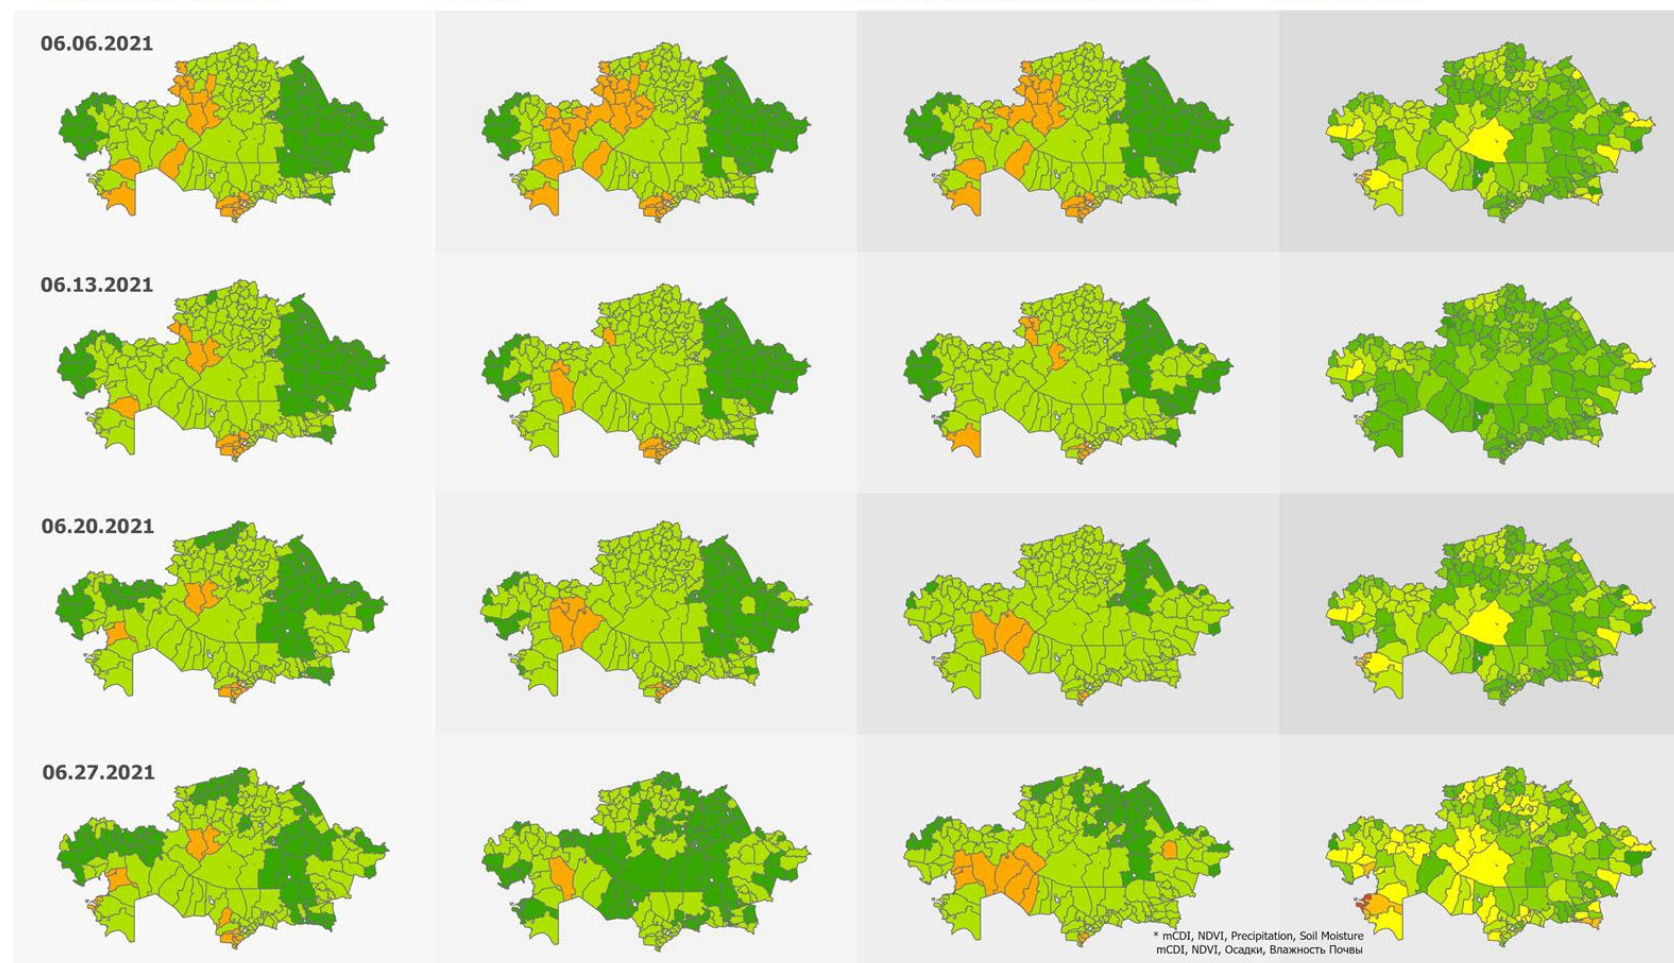 06.06.2021
06.13.2021
06.20.2021
06.27.2021
* mCDI, NDVI, Precipitation, Soil Moisture
mCDI, NDVI, Осадки, Влажность Почвы